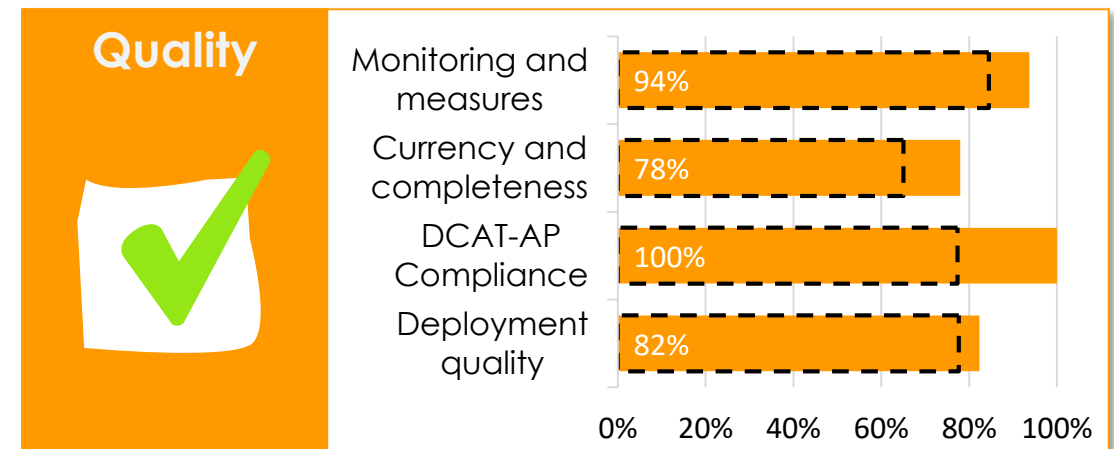 Quality
Monitoring and
measures
94%
Currency and
completeness
78%
DCAT-AP
Compliance
100%
Deployment
quality
82%
0% 20% 40% 60% 80% 100%